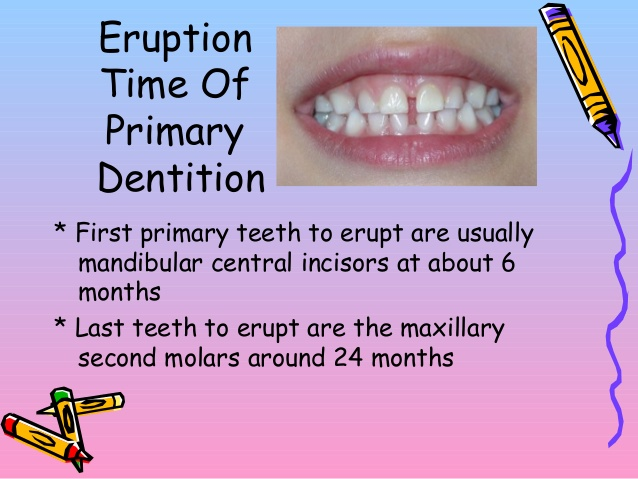 Eruption
Time Of
Primary
Dentition
* First primary teeth to erupt are usually
mandibular central incisors at about 6
months
* Last teeth to erupt are the maxillary
second molars around 24 months